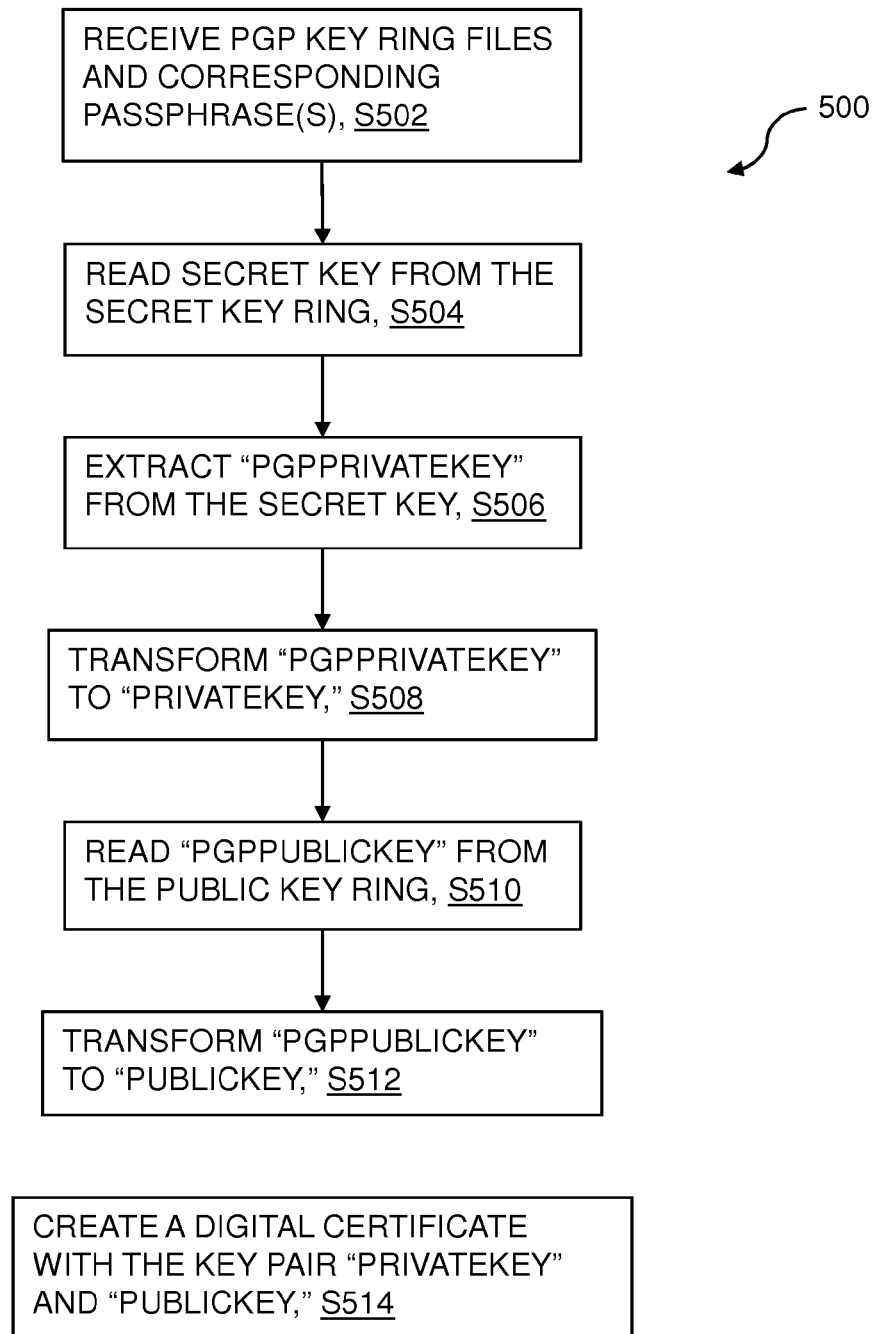 RECEIVE PGP KEY RING FILES
AND CORRESPONDING
PASSPHRASE(S), S502
500
READ SECRET KEY FROM THE
SECRET KEY RING, S504
EXTRACT “PGPPRIVATEKEY”
FROM THE SECRET KEY, S506
TRANSFORM “PGPPRIVATEKEY”
TO “PRIVATEKEY,” S508
READ “PGPPUBLICKEY” FROM
THE PUBLIC KEY RING, S510
TRANSFORM “PGPPUBLICKEY”
TO “PUBLICKEY,” S512
CREATE A DIGITAL CERTIFICATE
WITH THE KEY PAIR “PRIVATEKEY”
AND “PUBLICKEY,” S514